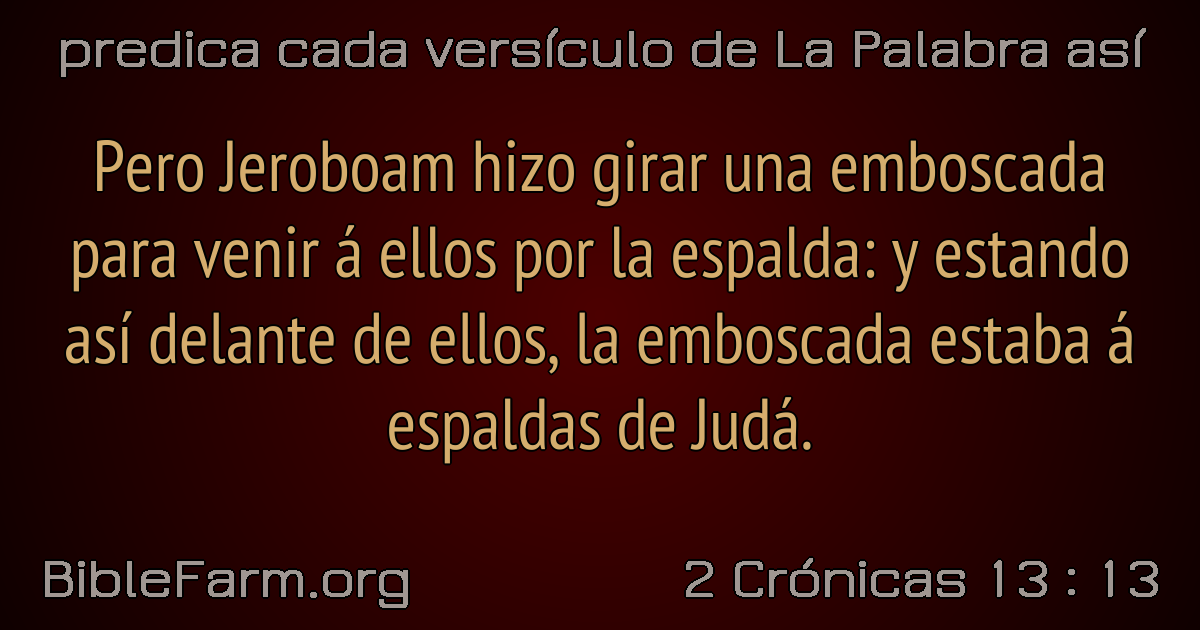 predica cada versículo de La Palabra así
Pero Jeroboam hizo girar una emboscada
para venir á ellos por la espalda: y estando
así delante de ellos, la emboscada estaba á
espaldas de Judá.
BibleFarm.org
2 Crónicas 13 : 13